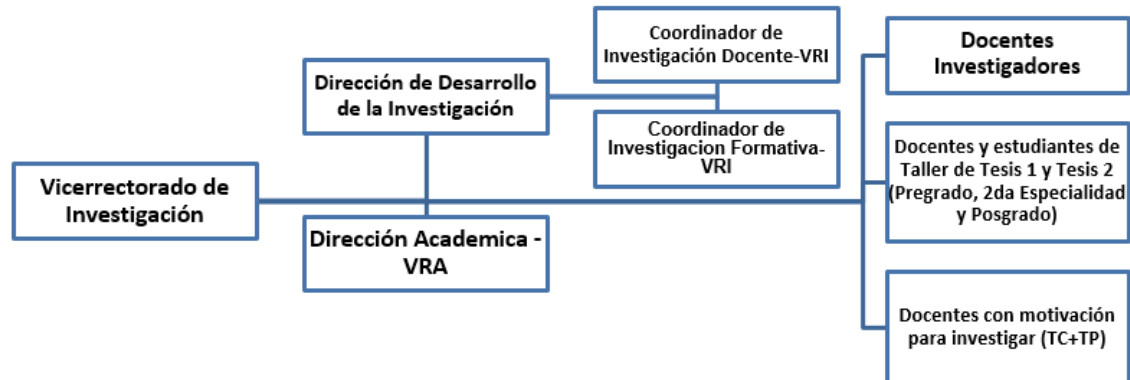 Vicerrectorado de
Investigación
Dirección de Desarrollo
de la Investigación
Dirección Academica -
VRA
Coordinador de
Investigación Docente-VRI
Coordinador de
Investigacion Formativa-
VRI
Docentes
Investigadores
Docentes y estudiantes de
Taller de Tesis 1 y Tesis 2
(Pregrado, 2da Especialidad
y Posgrado)
Docentes con motivación
para investigar (TC+TP)